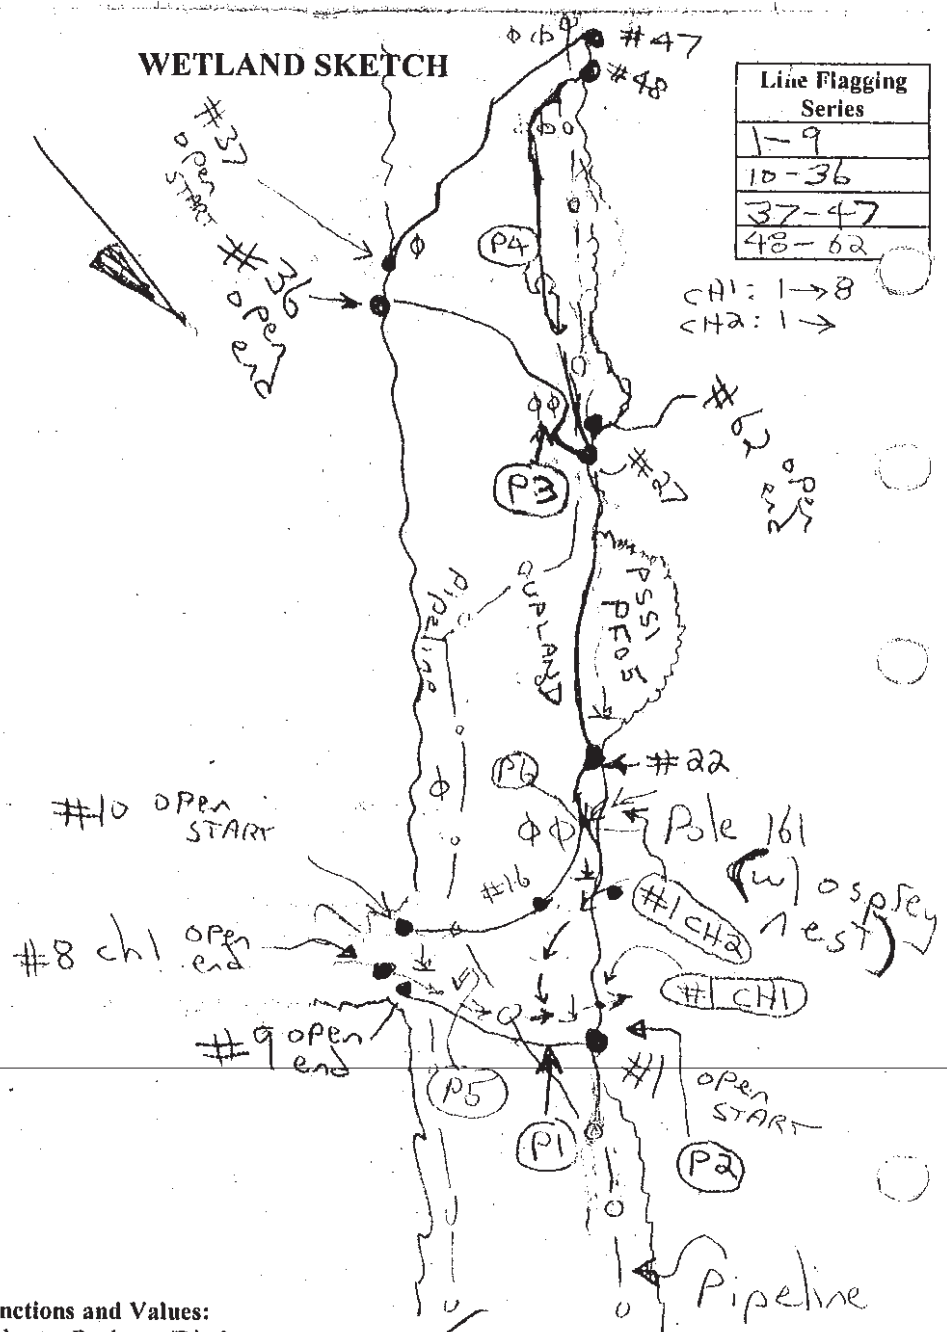 WETLAND SKETCH
#47
#48
Line Flagging
Series
1-9
10-36
37-47
48-62
CH1: 1→8
CH2: 1→
#37
open
START
#36
open
end
P4
#62
open
end
P3
#27
Pipeline
UPLAND
PSS1
PF05
P6
#22
#10 open
START
Pole 161
(w/ osprey
nest)
#16
#1 CH2
#8 ch1 open
end
#1 CH1
#9 open
end
P5
P1
#1 open
START
P2
Pipeline
nctions and Values: